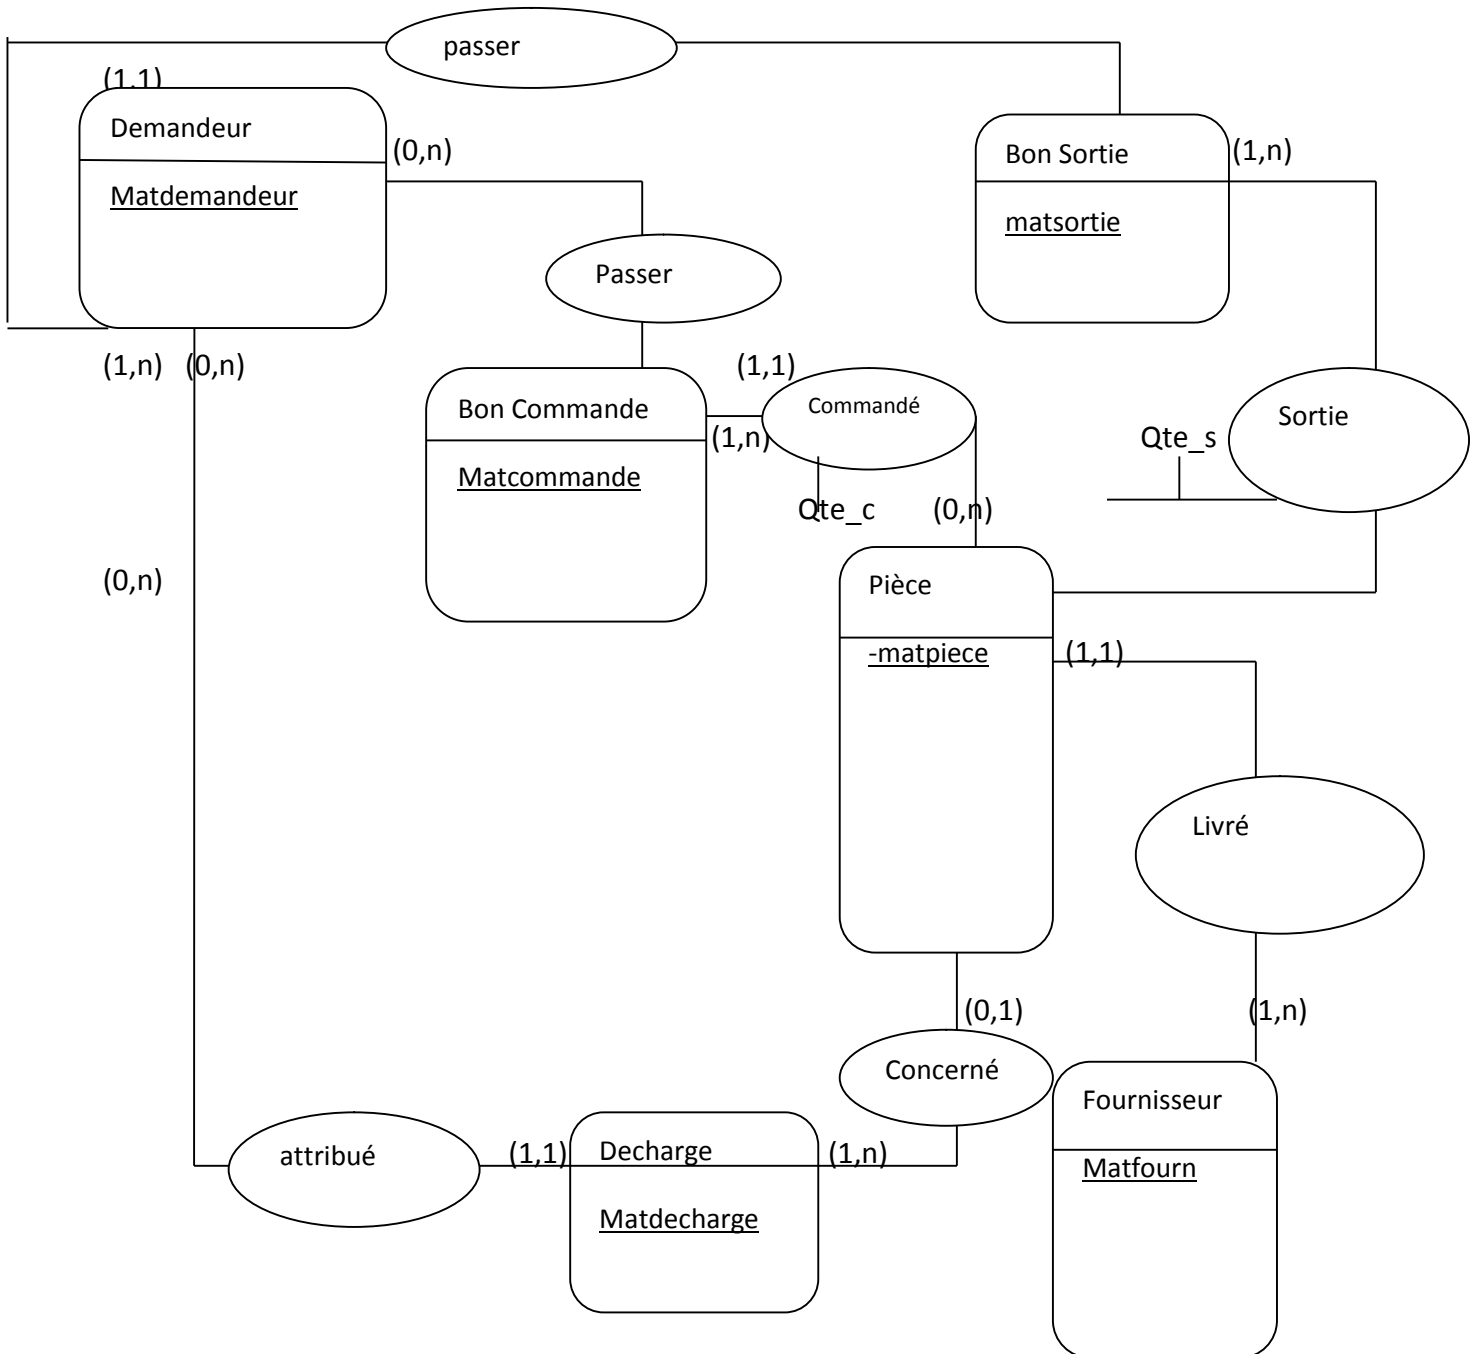 passer
(1,1)
Demandeur
(0,n)
Matdemandeur
Bon Sortie
(1,n)
matsortie
Passer
(1,n) (0,n)
(1,1)
Bon Commande
Commandé
(1,n)
Matcommande
Qte_c
(0,n)
Qte_s
Sortie
(0,n)
Pièce
-matpiece
(1,1)
Livré
(0,1)
(1,n)
Concerné
Fournisseur
Matfourn
attribué
(1,1)
Decharge
(1,n)
Matdecharge